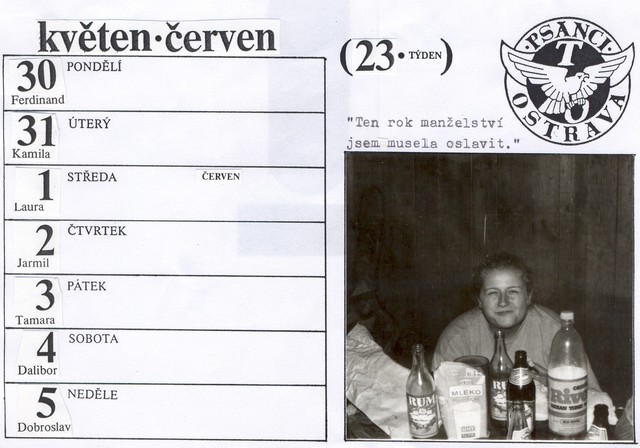 květen·červen
30 PONDĚLÍ
Ferdinand
31 ÚTERÝ
Kamila
1 STŘEDA ČERVEN
Laura
2 ČTVRTEK
Jarmil
3 PÁTEK
Tamara
4 SOBOTA
Dalibor
5 NEDĚLE
Dobroslav
(23. TÝDEN)
·PSANCI·
T
O
OSTRAVA
"Ten rok manželství
jsem musela oslavit."
RUM
MLÉKO
RUM